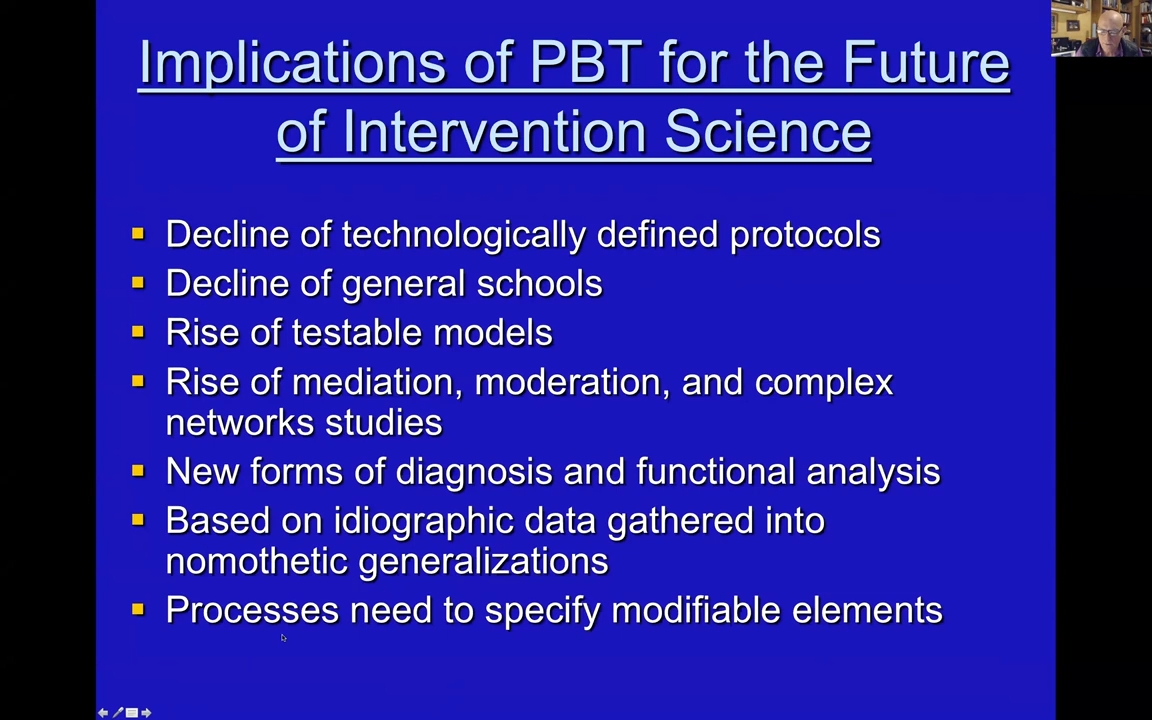 Implications of PBT for the Future
of Intervention Science
Decline of technologically defined protocols
Decline of general schools
Rise of testable models
Rise of mediation, moderation, and complex
networks studies
New forms of diagnosis and functional analysis
Based on idiographic data gathered into
nomothetic generalizations
Processes need to specify modifiable elements